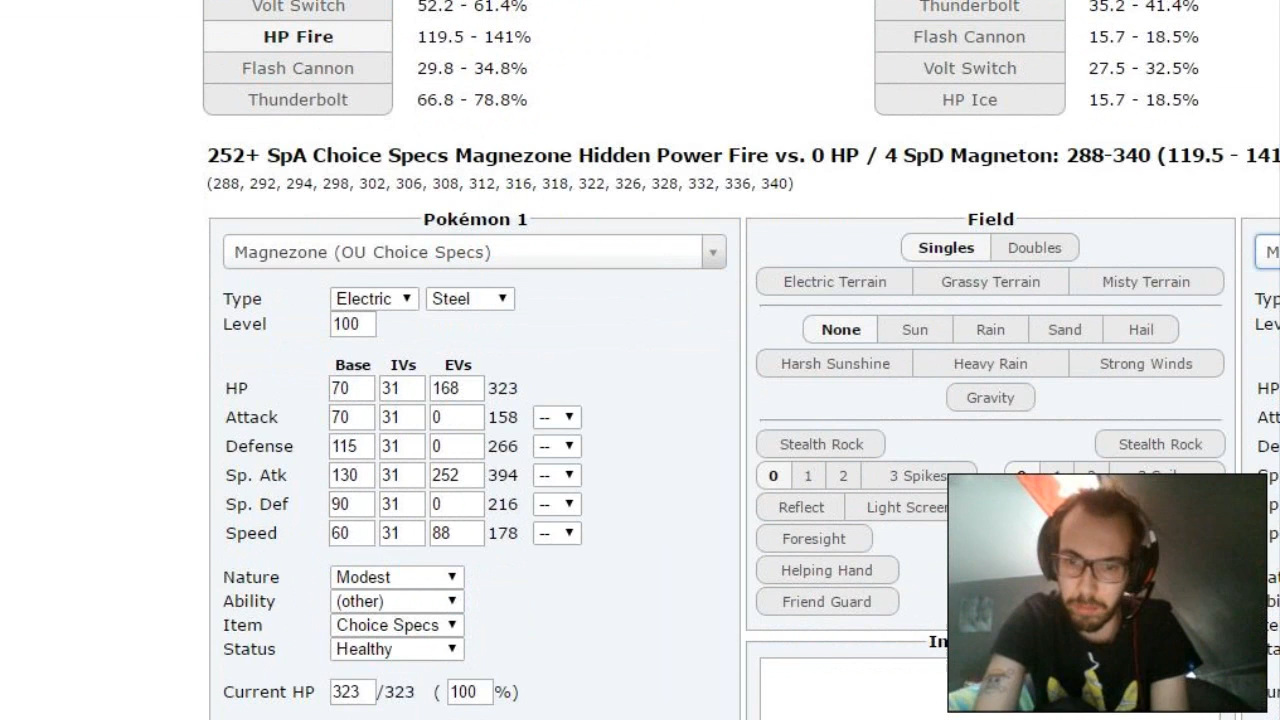 Volt Switch 52.2 - 61.4% Thunderbolt 35.2 - 41.4%
HP Fire 119.5 - 141% Flash Cannon 15.7 - 18.5%
Flash Cannon 29.8 - 34.8% Volt Switch 27.5 - 32.5%
Thunderbolt 66.8 - 78.8% HP Ice 15.7 - 18.5%
252+ SpA Choice Specs Magnezone Hidden Power Fire vs. 0 HP / 4 SpD Magneton: 288-340 (119.5 - 141
(288, 292, 294, 298, 302, 306, 308, 312, 316, 318, 322, 326, 328, 332, 336, 340)
Pokémon 1
Magnezone (OU Choice Specs)
Type Electric Steel
Level 100
Base IVs EVs
HP 70 31 168 323
Attack 70 31 0 158 --
Defense 115 31 0 266 --
Sp. Atk 130 31 252 394 --
Sp. Def 90 31 0 216 --
Speed 60 31 88 178 --
Nature Modest
Ability (other)
Item Choice Specs
Status Healthy
Current HP 323 /323 ( 100 %)
Field
Singles Doubles
Electric Terrain Grassy Terrain Misty Terrain
None Sun Rain Sand Hail
Harsh Sunshine Heavy Rain Strong Winds
Gravity
Stealth Rock Stealth Rock
0 1 2 3 Spikes
Reflect Light Screen
Foresight
Helping Hand
Friend Guard
M
Typ
Lev
HP
Att
De